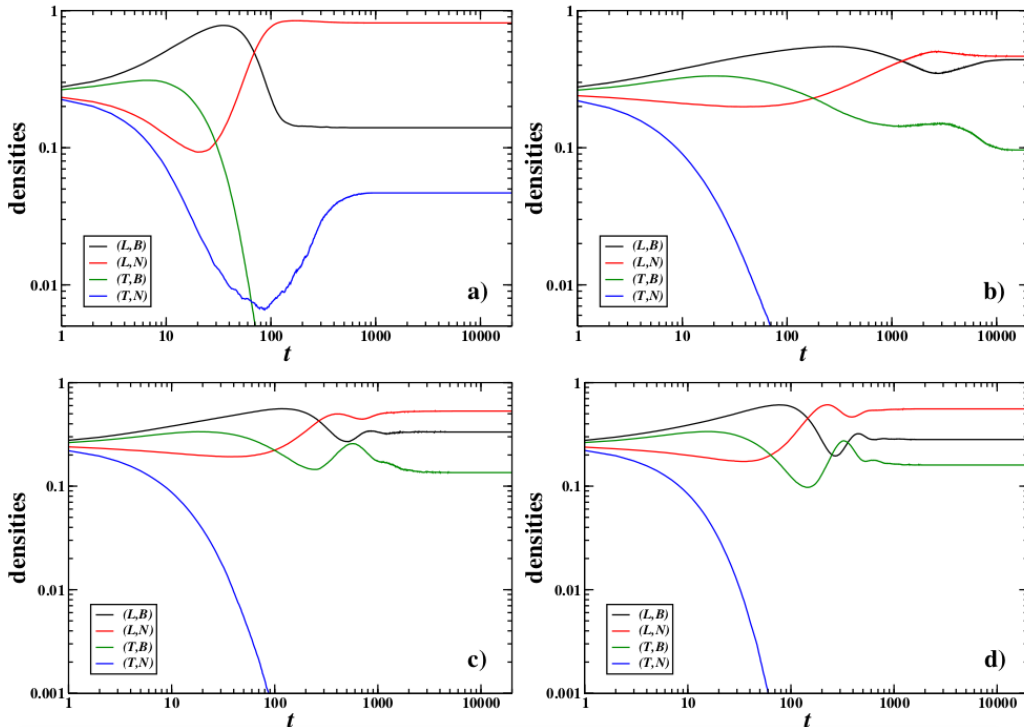 densities
1
0.1
0.01
(L,B)
(L,N)
(T,B)
(T,N)
a)
1 10 100 1000 10000
t
densities
1
0.1
0.01
(L,B)
(L,N)
(T,B)
(T,N)
b)
1 10 100 1000 10000
t
densities
1
0.1
0.01
0.001
(L,B)
(L,N)
(T,B)
(T,N)
c)
1 10 100 1000 10000
t
densities
1
0.1
0.01
0.001
(L,B)
(L,N)
(T,B)
(T,N)
d)
1 10 100 1000 10000
t